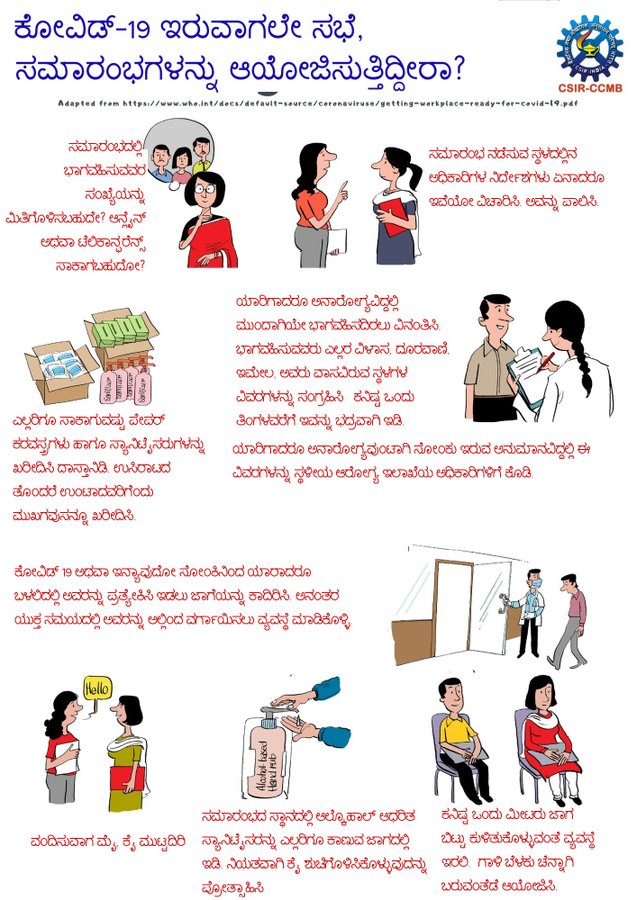 ಕೋವಿಡ್-19 ಇರುವಾಗಲೇ ಸಭೆ,
ಸಮಾರಂಭಗಳನ್ನು ಆಯೋಜಿಸುತ್ತಿದ್ದೀರಾ?
CSIR-CCMB
Adapted from https://www.who.int/docs/default-source/coronaviruse/getting-workplace-ready-for-covid-19.pdf
ಸಮಾರಂಭದಲ್ಲಿ
ಭಾಗವಹಿಸುವವರ
ಸಂಖ್ಯೆಯನ್ನು
ಮಿತಿಗೊಳಿಸಬಹುದೇ? ಆನ್ಲೈನ್
ಅಥವಾ ಟೆಲಿಕಾನ್ಫರೆನ್ಸ್
ಸಾಕಾಗಬಹುದೋ?
ಸಮಾರಂಭ ನಡೆಸುವ ಸ್ಥಳದಲ್ಲಿನ
ಅಧಿಕಾರಿಗಳ ನಿರ್ದೇಶಗಳು ಏನಾದರೂ
ಇವೆಯೋ ವಿಚಾರಿಸಿ. ಅವನ್ನು ಪಾಲಿಸಿ.
ಯಾರಿಗಾದರೂ ಅನಾರೋಗ್ಯವಿದ್ದಲ್ಲಿ
ಮುಂದಾಗಿಯೇ ಭಾಗವಹಿಸದಿರಲು ವಿನಂತಿಸಿ.
ಭಾಗವಹಿಸುವವರು ಎಲ್ಲರ ವಿಳಾಸ, ದೂರವಾಣಿ,
ಇಮೇಲ, ಅವರು ವಾಸವಿರುವ ಸ್ಥಳಗಳ
ವಿವರಗಳನ್ನು ಸಂಗ್ರಹಿಸಿ ಕನಿಷ್ಟ ಒಂದು
ತಿಂಗಳವರೆಗೆ ಇವನ್ನು ಭದ್ರವಾಗಿ ಇಡಿ.
ಯಾರಿಗಾದರೂ ಅನಾರೋಗ್ಯವುಂಟಾಗಿ ಸೋಂಕು ಇರುವ ಅನುಮಾನವಿದ್ದಲ್ಲಿ ಈ
ವಿವರಗಳನ್ನು ಸ್ಥಳೀಯ ಆರೋಗ್ಯ ಇಲಾಖೆಯ ಅಧಿಕಾರಿಗಳಿಗೆ ಕೊಡಿ.
ಎಲ್ಲರಿಗೂ ಸಾಕಾಗುವಷ್ಟು ಪೇಪರ್
ಕರವಸ್ತ್ರಗಳು ಹಾಗೂ ಸ್ಯಾನಿಟೈಸರುಗಳನ್ನು
ಖರೀದಿಸಿ ದಾಸ್ತಾನಿಡಿ. ಉಸಿರಾಟದ
ತೊಂದರೆ ಉಂಟಾದವರಿಗೆಂದು
ಮುಖಗವುಸನ್ನೂ ಖರೀದಿಸಿ.
ಕೋವಿಡ್ 19 ಅಥವಾ ಇನ್ಯಾವುದೋ ಸೋಂಕಿನಿಂದ ಯಾರಾದರೂ
ಬಳಲಿದಲ್ಲಿ ಅವರನ್ನು ಪ್ರತ್ಯೇಕಿಸಿ ಇಡಲು ಜಾಗೆಯನ್ನು ಕಾದಿರಿಸಿ. ಅನಂತರ
ಯುಕ್ತ ಸಮಯದಲ್ಲಿ ಅವರನ್ನು ಅಲ್ಲಿಂದ ವರ್ಗಾಯಿಸಲು ವ್ಯವಸ್ಥೆ ಮಾಡಿಕೊಳ್ಳಿ
Hello
Alcohol based
Hand rub
ವಂದಿಸುವಾಗ ಮೈ, ಕೈ ಮುಟ್ಟದಿರಿ
ಸಮಾರಂಭದ ಸ್ಥಾನದಲ್ಲಿ ಆಲ್ಕೊಹಾಲ್ ಆಧರಿತ
ಸ್ಯಾನಿಟೈಸರನ್ನು ಎಲ್ಲರಿಗೂ ಕಾಣುವ ಜಾಗದಲ್ಲಿ
ಇಡಿ. ನಿಯತವಾಗಿ ಕೈ ಶುಚಿಗೊಳಿಸಿಕೊಳ್ಳುವುದನ್ನು
ಪ್ರೋತ್ಸಾಹಿಸಿ
ಕನಿಷ್ಟ ಒಂದು ಮೀಟರು ಜಾಗ
ಬಿಟ್ಟು ಕುಳಿತುಕೊಳ್ಳುವಂತೆ ವ್ಯವಸ್ಥೆ
ಇರಲಿ. ಗಾಳಿ ಬೆಳಕು ಚೆನ್ನಾಗಿ
ಬರುವಂತೆಡೆ ಆಯೋಜಿಸಿ.